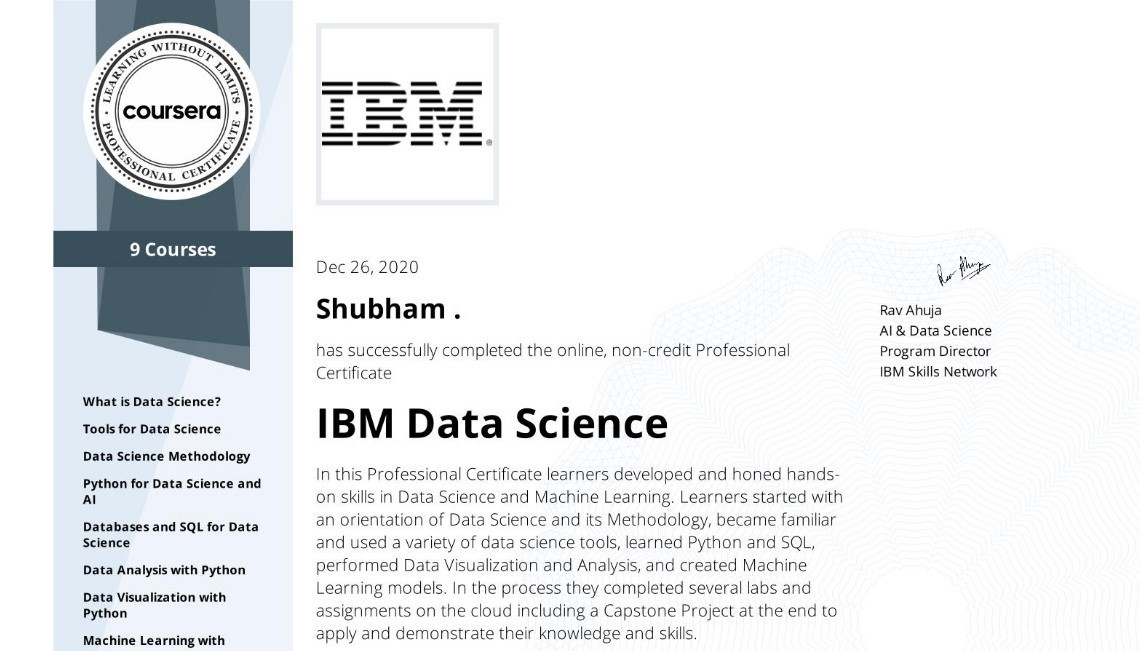 LEARNING WITHOUT LIMITS
coursera
PROFESSIONAL CERTIFICATE
9 Courses
What is Data Science?
Tools for Data Science
Data Science Methodology
Python for Data Science and
AI
Databases and SQL for Data
Science
Data Analysis with Python
Data Visualization with
Python
Machine Learning with
IBM®
Dec 26, 2020
Shubham .
has successfully completed the online, non-credit Professional
Certificate
IBM Data Science
In this Professional Certificate learners developed and honed hands-
on skills in Data Science and Machine Learning. Learners started with
an orientation of Data Science and its Methodology, became familiar
and used a variety of data science tools, learned Python and SQL,
performed Data Visualization and Analysis, and created Machine
Learning models. In the process they completed several labs and
assignments on the cloud including a Capstone Project at the end to
apply and demonstrate their knowledge and skills.
Rav Ahuja
Rav Ahuja
AI & Data Science
Program Director
IBM Skills Network